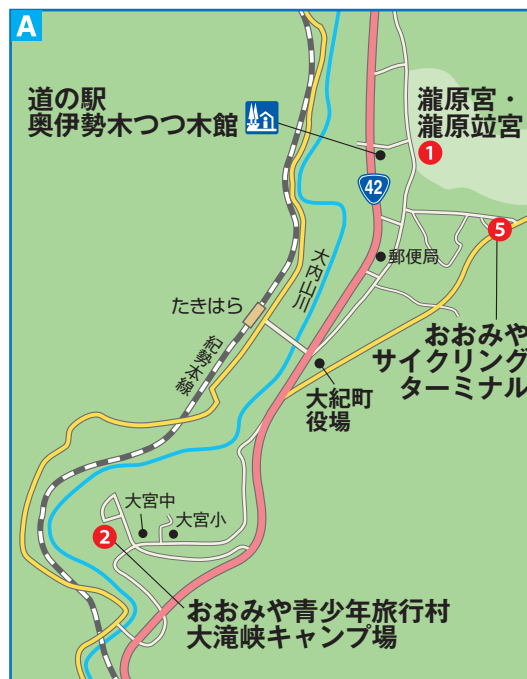 A
道の駅
奥伊勢木つつ木館
瀧原宮・
瀧原竝宮
1
42
5
郵便局
大内山川
たきはら
紀勢本線
おおみや
サイクリング
ターミナル
大紀町
役場
大宮中
大宮小
2
おおみや青少年旅行村
大滝峡キャンプ場